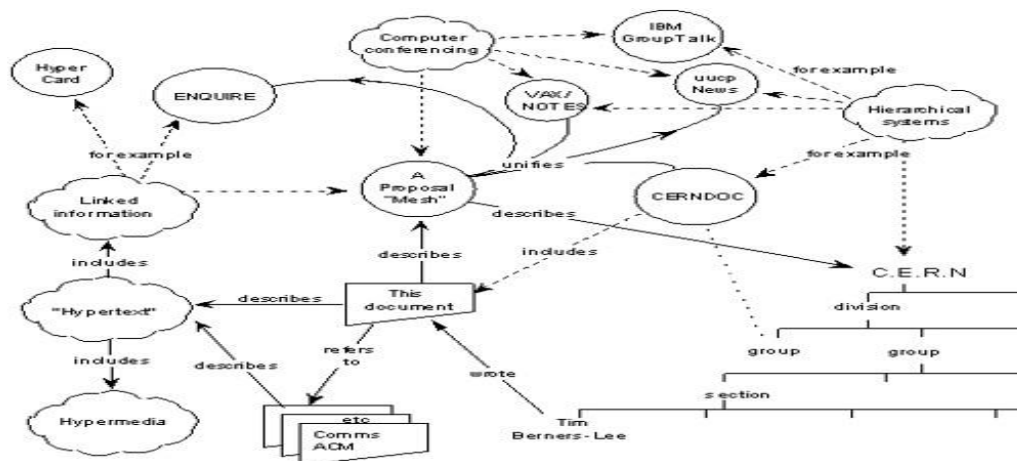 IBM
GroupTalk
Computer
conferencing
Hyper
Card
uucp
News
for example
ENQUIRE
VAX/
NOTES
Hierarchical
systems
for example
unifies
for example
A
Proposal
"Mesh"
Linked
information
CERNDOC
describes
includes
describes
includes
C.E.R.N
This
document
describes
"Hypertext"
division
includes
refers
to
group
group
describes
wrote
section
Hypermedia
etc
Comms
ACM
Tim
Berners-Lee